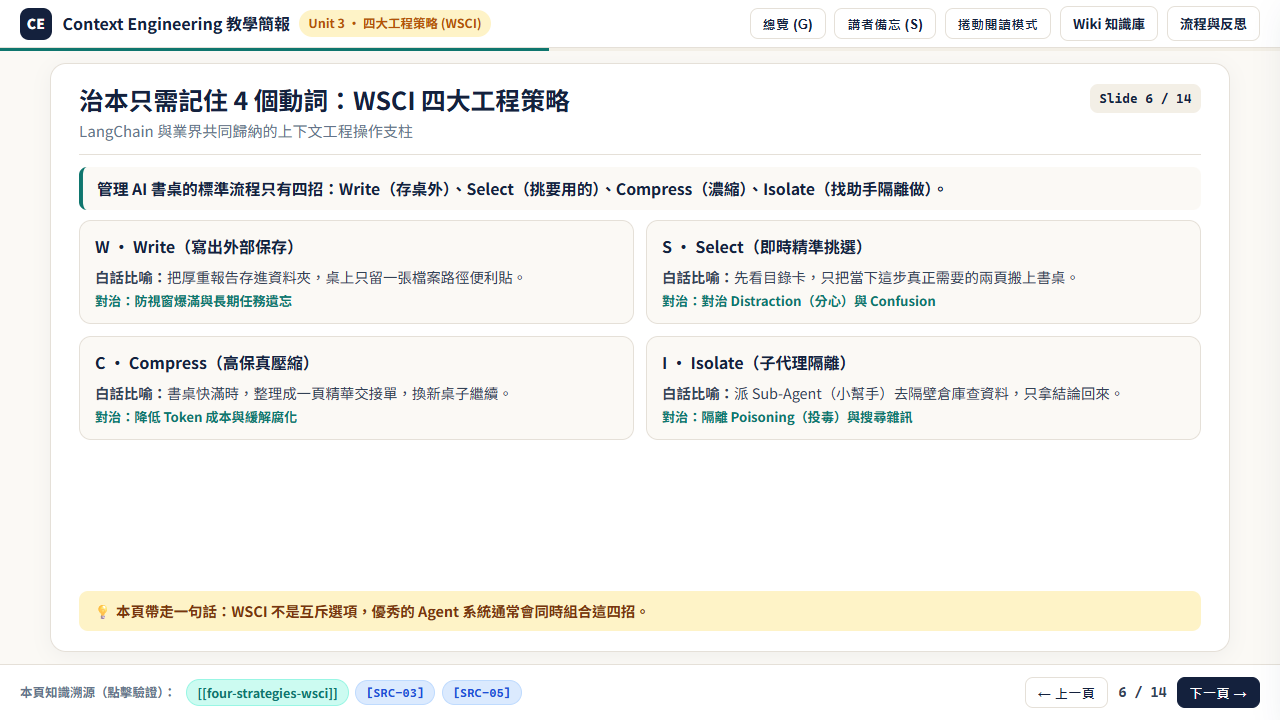 CE Context Engineering 教學簡報 Unit 3 • 四大工程策略 (WSCI) 總覽 (G) 講者備忘 (S) 捲動閱讀模式 Wiki 知識庫 流程與反思
治本只需記住 4 個動詞：WSCI 四大工程策略 Slide 6 / 14
LangChain 與業界共同歸納的上下文工程操作支柱
管理 AI 書桌的標準流程只有四招：Write（存桌外）、Select（挑要用的）、Compress（濃縮）、Isolate（找助手隔離做）。
W • Write（寫出外部保存）
白話比喻：把厚重報告存進資料夾，桌上只留一張檔案路徑便利貼。
對治：防視窗爆滿與長期任務遺忘
S • Select（即時精準挑選）
白話比喻：先看目錄卡，只把當下這步真正需要的兩頁搬上書桌。
對治：對治 Distraction（分心）與 Confusion
C • Compress（高保真壓縮）
白話比喻：書桌快滿時，整理成一頁精華交接單，換新桌子繼續。
對治：降低 Token 成本與緩解腐化
I • Isolate（子代理隔離）
白話比喻：派 Sub-Agent（小幫手）去隔壁倉庫查資料，只拿結論回來。
對治：隔離 Poisoning（投毒）與搜尋雜訊
💡 本頁帶走一句話：WSCI 不是互斥選項，優秀的 Agent 系統通常會同時組合這四招。
本頁知識溯源（點擊驗證）： [[four-strategies-wsci]] [SRC-03] [SRC-05] ← 上一頁 6 / 14 下一頁 →